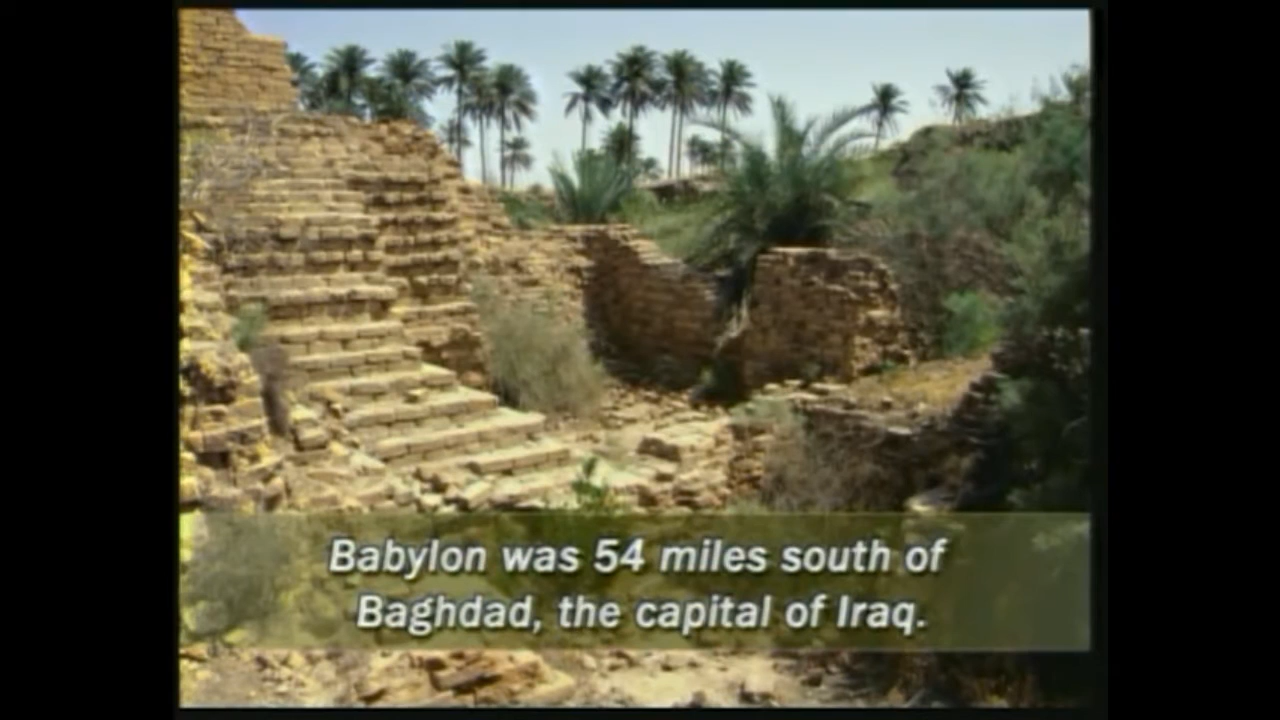 Babylon was 54 miles south of
Baghdad, the capital of Iraq.